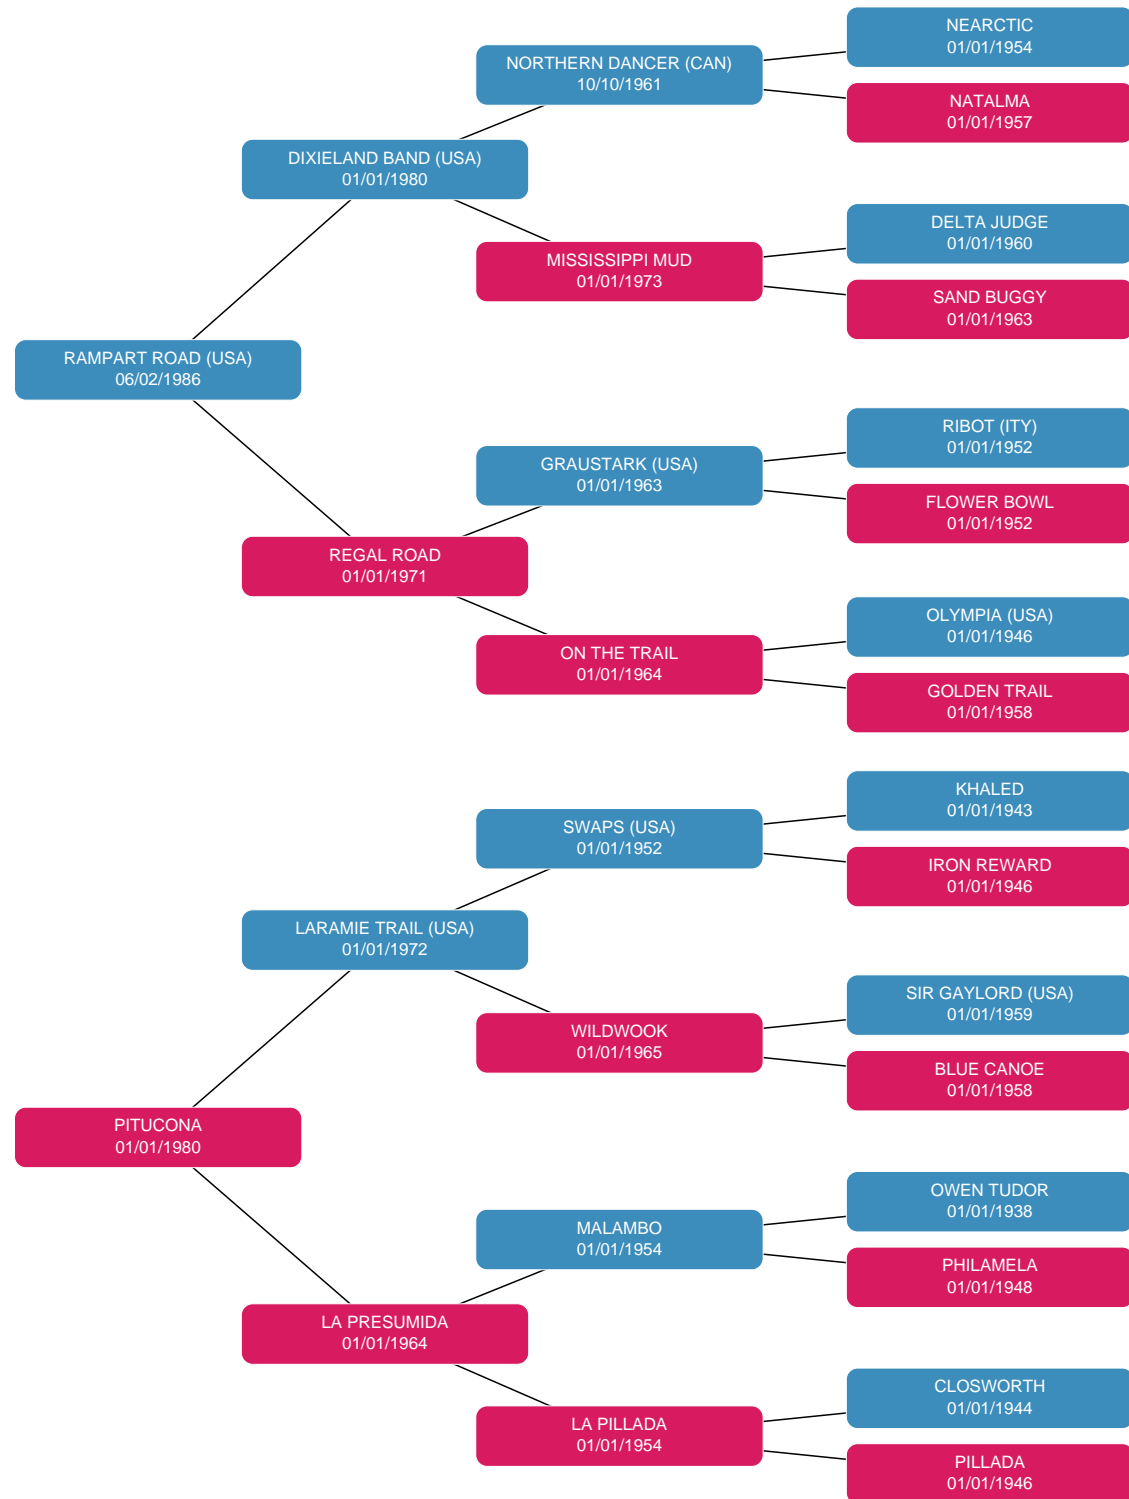 NEARCTIC
01/01/1954
NORTHERN DANCER (CAN)
10/10/1961
NATALMA
01/01/1957
DIXIELAND BAND (USA)
01/01/1980
DELTA JUDGE
01/01/1960
MISSISSIPPI MUD
01/01/1973
SAND BUGGY
01/01/1963
RAMPART ROAD (USA)
06/02/1986
RIBOT (ITY)
01/01/1952
GRAUSTARK (USA)
01/01/1963
FLOWER BOWL
01/01/1952
REGAL ROAD
01/01/1971
OLYMPIA (USA)
01/01/1946
ON THE TRAIL
01/01/1964
GOLDEN TRAIL
01/01/1958
KHALED
01/01/1943
SWAPS (USA)
01/01/1952
IRON REWARD
01/01/1946
LARAMIE TRAIL (USA)
01/01/1972
SIR GAYLORD (USA)
01/01/1959
WILDWOOK
01/01/1965
BLUE CANOE
01/01/1958
PITUCONA
01/01/1980
OWEN TUDOR
01/01/1938
MALAMBO
01/01/1954
PHILAMELA
01/01/1948
LA PRESUMIDA
01/01/1964
CLOSWORTH
01/01/1944
LA PILLADA
01/01/1954
PILLADA
01/01/1946